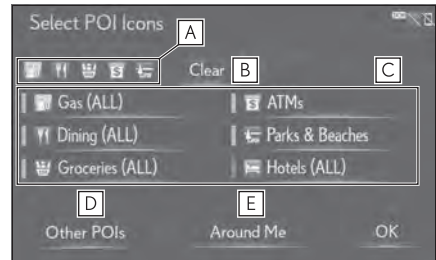 Select POI Icons
A
Clear B C
Gas (ALL) ATMs
Dining (ALL) Parks & Beaches
Groceries (ALL) Hotels (ALL)
D E
Other POIs Around Me OK